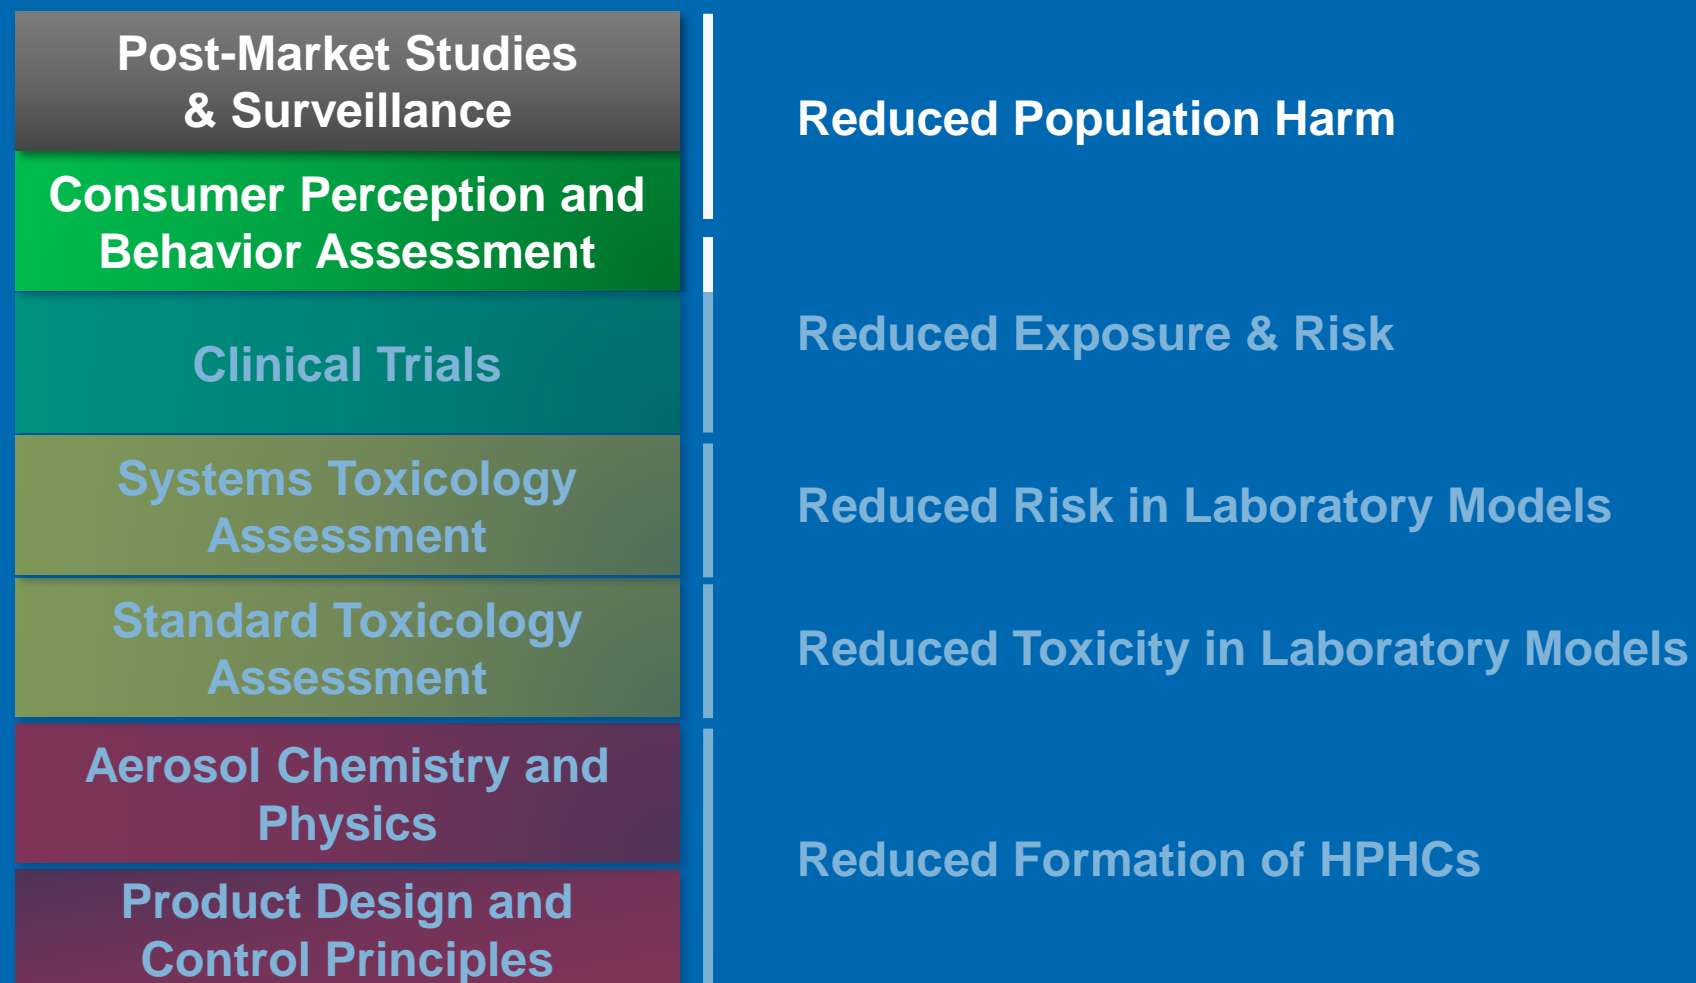 Post-Market Studies
& Surveillance
Reduced Population Harm
Consumer Perception and
Behavior Assessment
Clinical Trials
Reduced Exposure & Risk
Systems Toxicology
Assessment
Reduced Risk in Laboratory Models
Standard Toxicology
Assessment
Reduced Toxicity in Laboratory Models
Aerosol Chemistry and
Physics
Reduced Formation of HPHCs
Product Design and
Control Principles